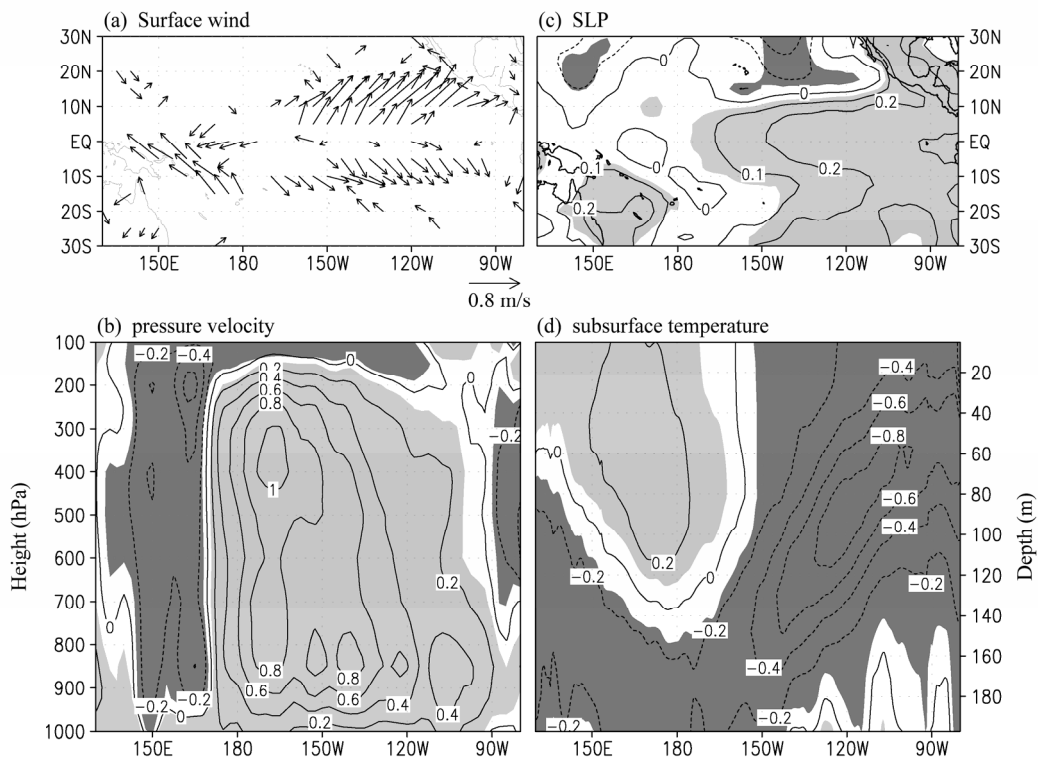 (a) Surface wind
30N
20N
10N
EQ
10S
20S
30S
150E 180 150W 120W 90W
0.8 m/s
(c) SLP
0
0
0.2
0
0.1
0.1
0.2
0.2
0
30N
20N
10N
EQ
10S
20S
30S
150E 180 150W 120W 90W
(b) pressure velocity
Height (hPa)
100
200
300
400
500
600
700
800
900
1000
−0.2 −0.4
0
0.2
0.4
0.6
0.8
0
−0.2
1
0.2
0
0.8
0.8
0.6
0.4
0.4
−0.2 −0.2
0
0.2
150E 180 150W 120W 90W
(d) subsurface temperature
−0.4
−0.6
−0.8
0
−0.6
−0.4
0.2
−0.2
0
−0.2
−0.2
−0.4
−0.2
−0.2
20
40
60
80
100
120
140
160
180
Depth (m)
150E 180 150W 120W 90W